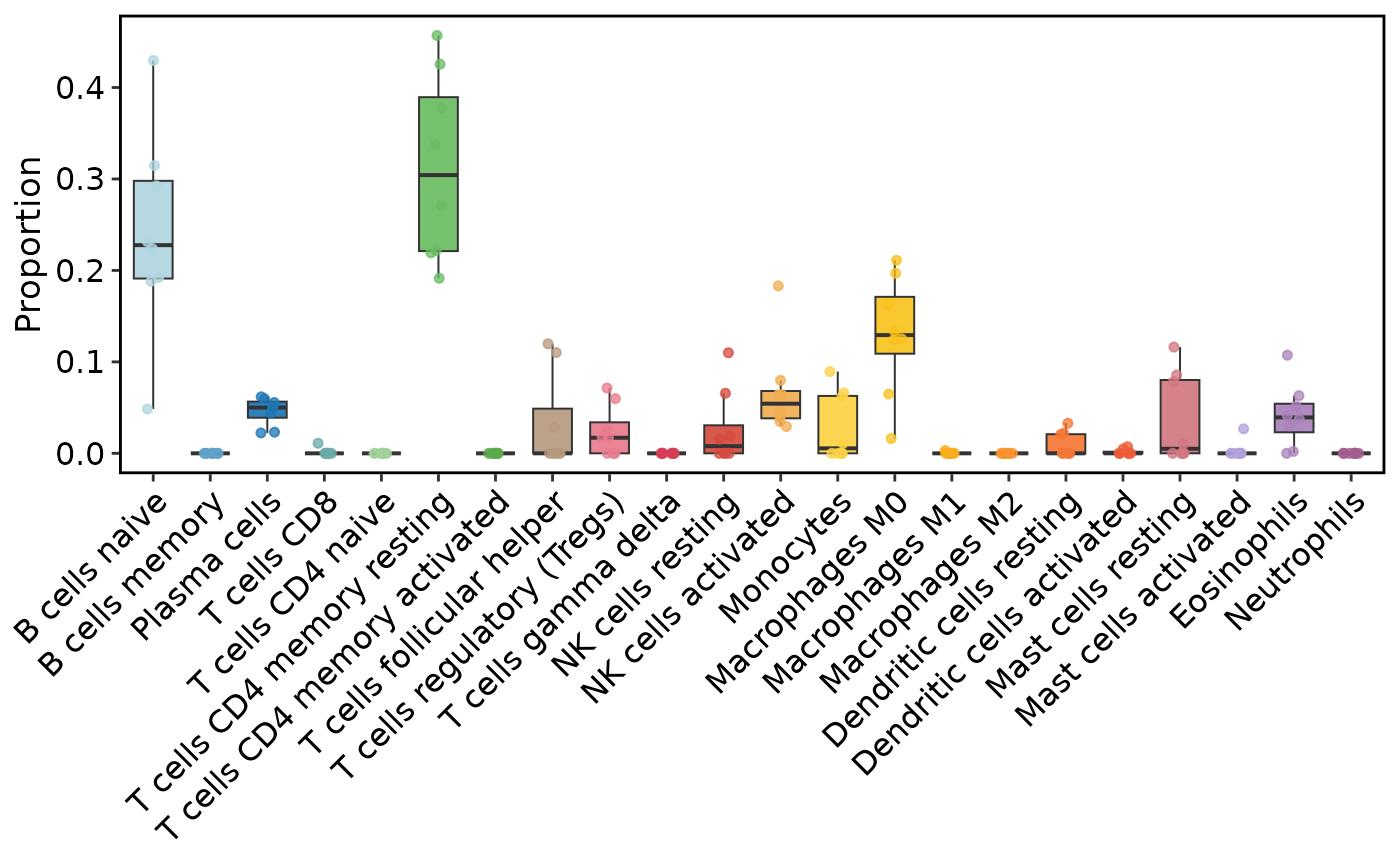 Proportion
0.4
0.3
0.2
0.1
0.0
B cells naive
B cells memory
Plasma cells
T cells CD8
T cells CD4 naive
T cells CD4 memory resting
T cells CD4 memory activated
T cells follicular helper
T cells regulatory (Tregs)
T cells gamma delta
NK cells resting
NK cells activated
Monocytes
Macrophages M0
Macrophages M1
Macrophages M2
Dendritic cells resting
Dendritic cells activated
Mast cells resting
Mast cells activated
Eosinophils
Neutrophils